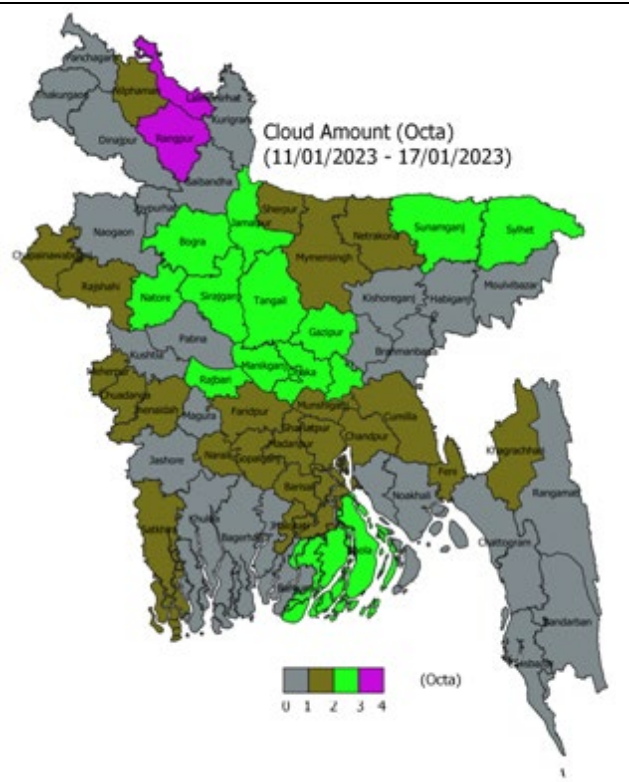 Panchagarh
Nilphamari
Lalmonirhat
Thakurgaon
Kurigram
Rangpur
Dinajpur
Cloud Amount (Octa)
(11/01/2023 - 17/01/2023)
Gaibandha
Joypurhat
Sherpur
Jamalpur
Naogaon
Netrakona
Sunamganj
Sylhet
Bogra
Mymensingh
Chapainawabganj
Rajshahi
Moulvibazar
Natore
Sirajganj
Tangail
Kishoreganj
Habiganj
Gazipur
Pabna
Kushtia
Brahmanbaria
Manikganj
Dhaka
Meherpur
Rajbari
Chuadanga
Jhenaidah
Magura
Faridpur
Munshiganj
Cumilla
Shariatpur
Chandpur
Madaripur
Khagrachhari
Jashore
Narail
Gopalganj
Feni
Barisal
Noakhali
Rangamati
Satkhira
Khulna
Bagerhat
Jhalokati
Bhola
Chattogram
Bandarban
(Octa)
0 1 2 3 4